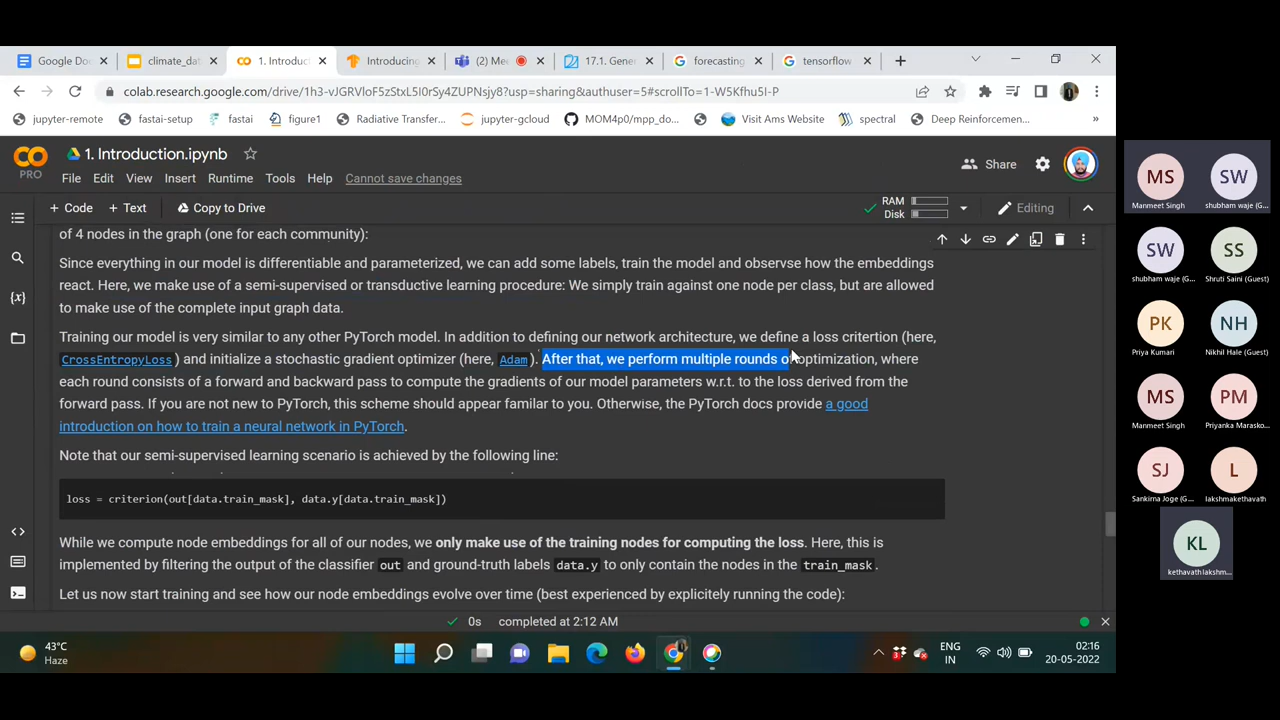 Google Do
climate_dat
1. Introduc
Introducing
(2) Mee
17.1. Gene
forecasting
tensorflow
colab.research.google.com/drive/1h3-vJGRVloF5zStxL5I0rSy4ZUPNsjy8?usp=sharing&authuser=5#scrollTo=1-W5Kfhu5I-P
jupyter-remote
fastai-setup
fastai
figure1
Radiative Transfer...
jupyter-gcloud
MOM4p0/mpp_do...
Visit Ams Website
spectral
Deep Reinforcemen...
»
1. Introduction.ipynb
PRO
File Edit View Insert Runtime Tools Help Cannot save changes
Share
+ Code + Text Copy to Drive
RAM
Disk
Editing
of 4 nodes in the graph (one for each community):
Since everything in our model is differentiable and parameterized, we can add some labels, train the model and observse how the embeddings
react. Here, we make use of a semi-supervised or transductive learning procedure: We simply train against one node per class, but are allowed
to make use of the complete input graph data.
Training our model is very similar to any other PyTorch model. In addition to defining our network architecture, we define a loss critertion (here,
CrossEntropyLoss) and initialize a stochastic gradient optimizer (here, Adam). After that, we perform multiple rounds of optimization, where
each round consists of a forward and backward pass to compute the gradients of our model parameters w.r.t. to the loss derived from the
forward pass. If you are not new to PyTorch, this scheme should appear familar to you. Otherwise, the PyTorch docs provide a good
introduction on how to train a neural network in PyTorch.
Note that our semi-supervised learning scenario is achieved by the following line:
loss = criterion(out[data.train_mask], data.y[data.train_mask])
While we compute node embeddings for all of our nodes, we only make use of the training nodes for computing the loss. Here, this is
implemented by filtering the output of the classifier out and ground-truth labels data.y to only contain the nodes in the train_mask.
Let us now start training and see how our node embeddings evolve over time (best experienced by explicitely running the code):
0s completed at 2:12 AM
43°C
Haze
ENG
IN
02:16
20-05-2022
MS
Manmeet Singh
SW
shubham waje (G...
SW
shubham waje (G...
SS
Shruti Saini (Guest)
PK
Priya Kumari
NH
Nikhil Hale (Guest)
MS
Manmeet Singh
PM
Priyanka Marasko...
SJ
Sankirna Joge (G...
L
lakshmakethavath
KL
kethavath lakshm...